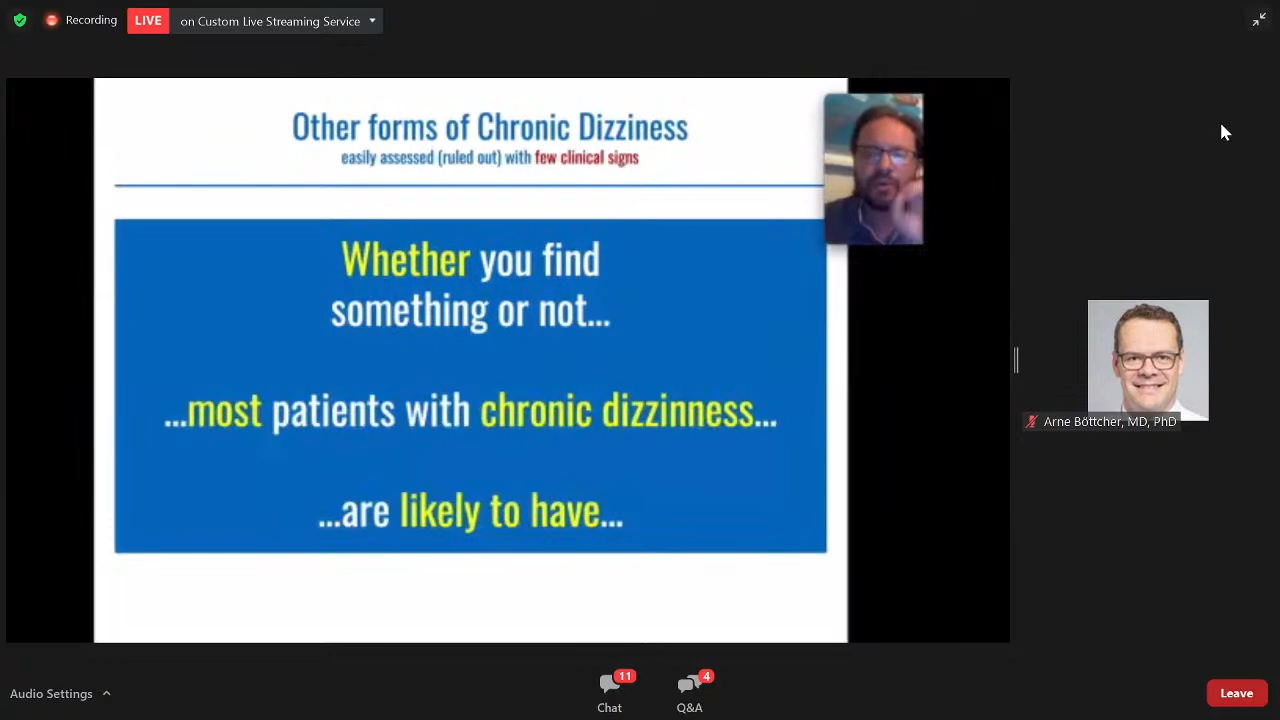 Recording
LIVE
on Custom Live Streaming Service
Other forms of Chronic Dizziness
easily assessed (ruled out) with few clinical signs
Whether you find
something or not...
...most patients with chronic dizzinness...
...are likely to have...
Arne Böttcher, MD, PhD
Audio Settings
11
Chat
4
Q&A
Leave